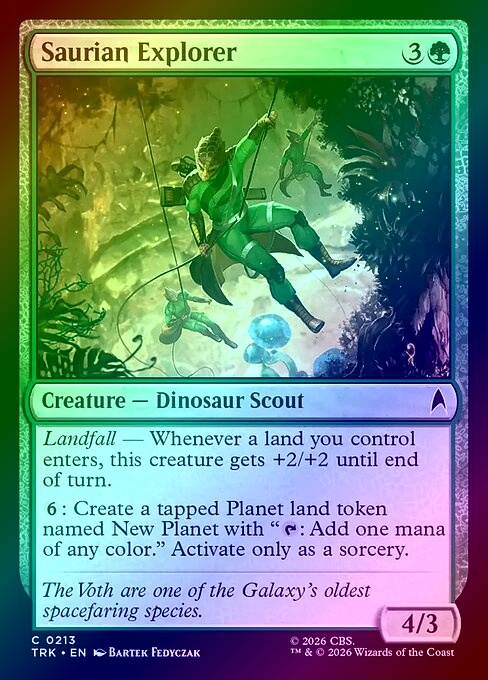 Saurian Explorer 3
Creature — Dinosaur Scout
Landfall — Whenever a land you control
enters, this creature gets +2/+2 until end
of turn.
6: Create a tapped Planet land token
named New Planet with “: Add one mana
of any color.” Activate only as a sorcery.
The Voth are one of the Galaxy’s oldest
spacefaring species.
4/3
C 0213
TRK • EN Bartek Fedyczak
© 2026 CBS.
™ & © 2026 Wizards of the Coast